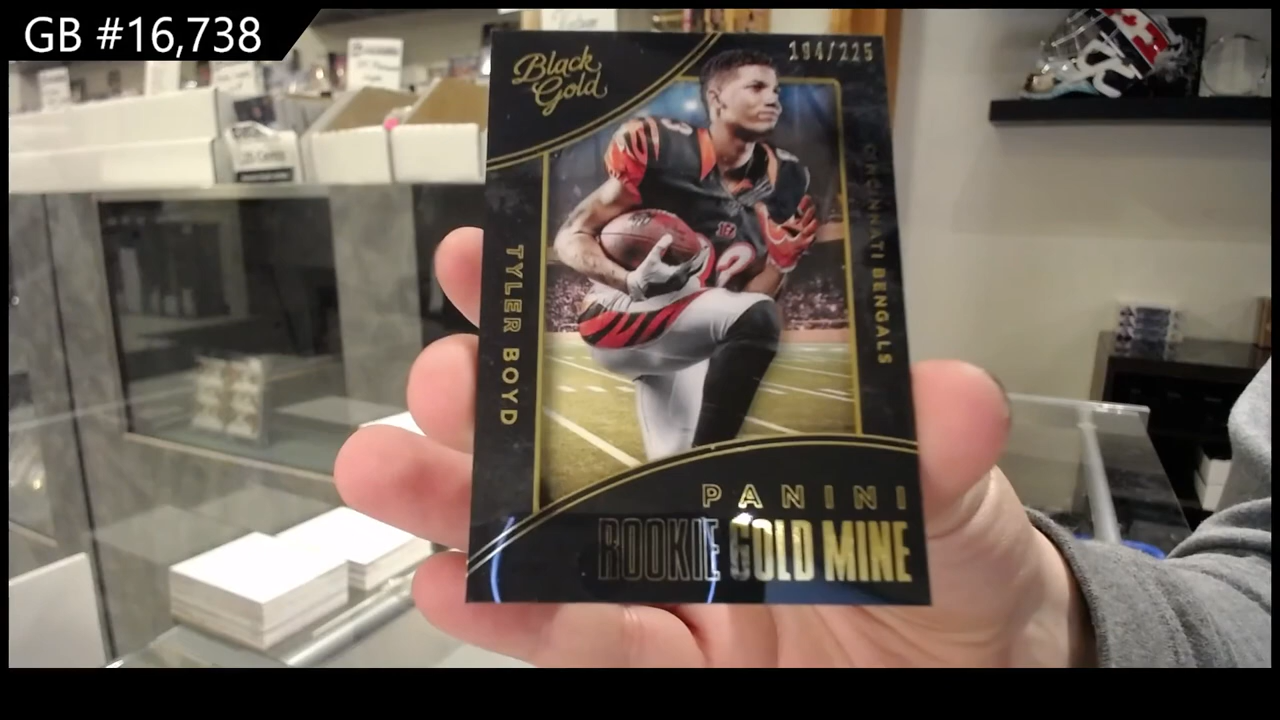 GB #16,738
Black
Gold
194/225
TYLER BOYD
CINCINNATI BENGALS
PANINI
ROOKIE GOLD MINE